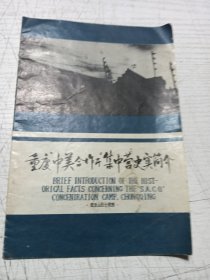 重庆中美合作所集中营史实简介
BRIEF INTRODUCTION OF THE HIST-
ORICAL FACTS CONCERNING THE "S.A.C.O"
CONCENTRATION CAMP, CHONGQING